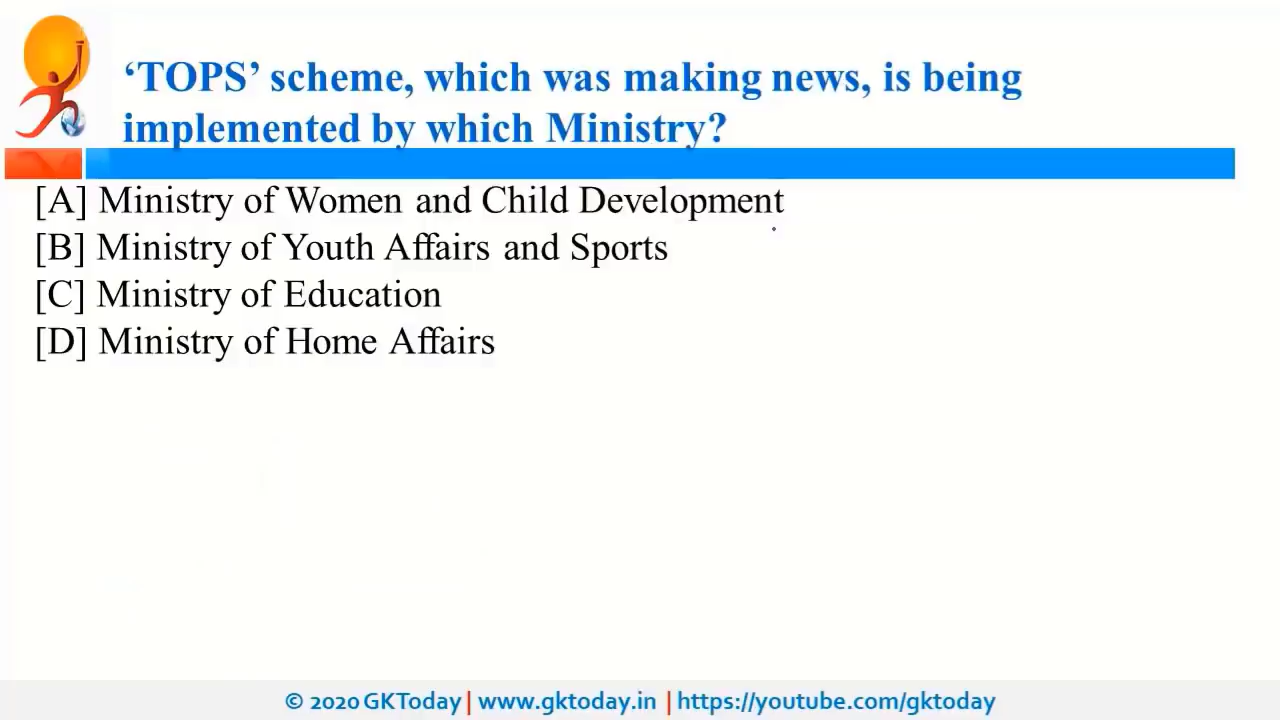 ‘TOPS’ scheme, which was making news, is being
implemented by which Ministry?
[A] Ministry of Women and Child Development
[B] Ministry of Youth Affairs and Sports
[C] Ministry of Education
[D] Ministry of Home Affairs
© 2020 GKToday | www.gktoday.in | https://youtube.com/gktoday